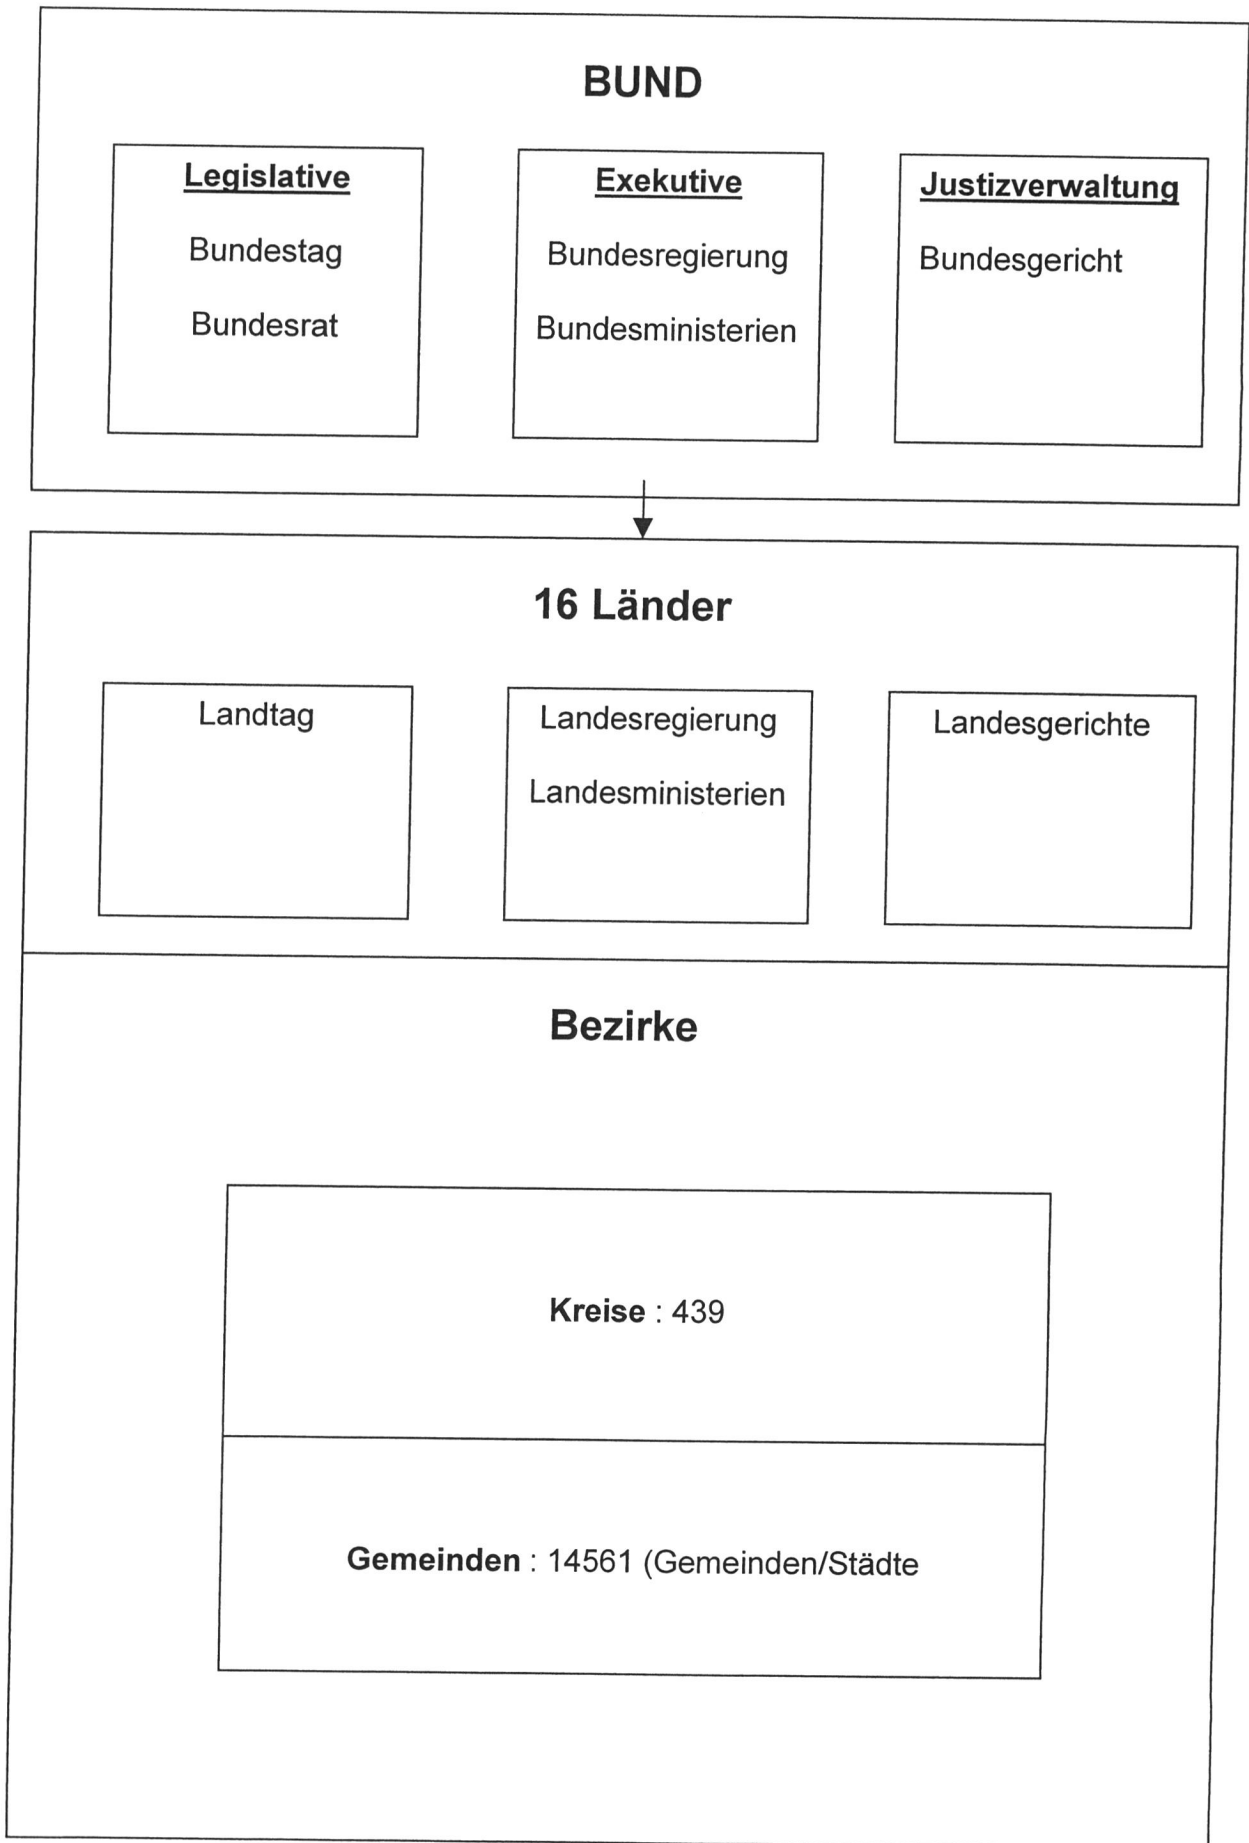 BUND
Legislative
Bundestag
Bundesrat
Exekutive
Bundesregierung
Bundesministerien
Justizverwaltung
Bundesgericht
16 Länder
Landtag
Landesregierung
Landesministerien
Landesgerichte
Bezirke
Kreise : 439
Gemeinden : 14561 (Gemeinden/Städte